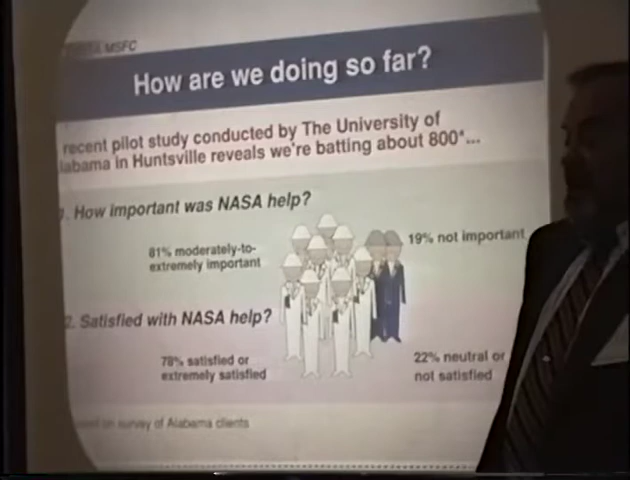 MSFC
How are we doing so far?
recent pilot study conducted by The University of
labama in Huntsville reveals we're batting about 800*...
. How important was NASA help?
81% moderately-to-
extremely important
19% not important
2. Satisfied with NASA help?
78% satisfied or
extremely satisfied
22% neutral or
not satisfied
on survey of Alabama clients